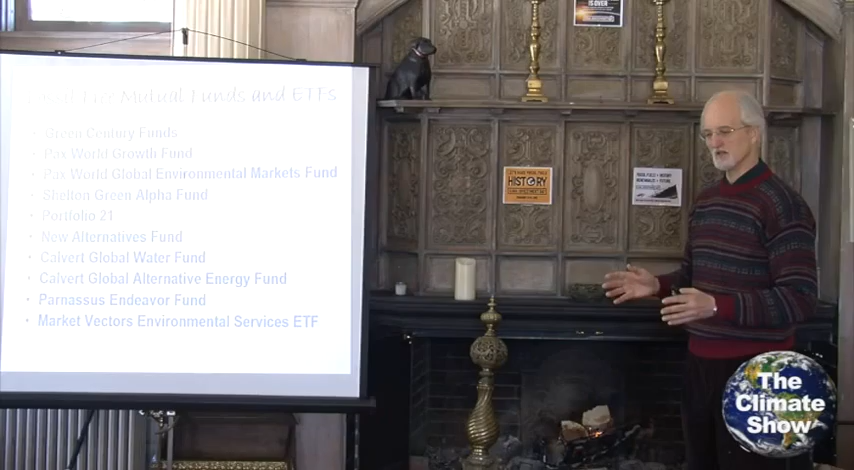 IS OVER
Mutual Funds and ETFs
• Green Century Funds
• Pax World Growth Fund
• Pax World Global Environmental Markets Fund
• Shelton Green Alpha Fund
• Portfolio 21
• New Alternatives Fund
• Calvert Global Water Fund
• Calvert Global Alternative Energy Fund
• Parnassus Endeavor Fund
• Market Vectors Environmental Services ETF
HISTORY
The
Climate
Show